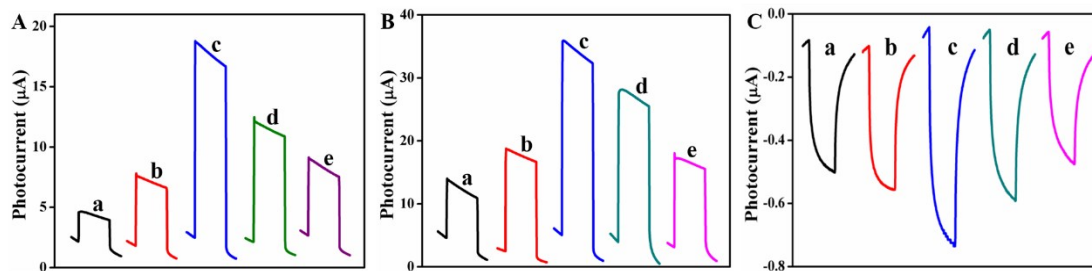 A
Photocurrent (μA)
20
15
10
5
0
a
b
c
d
e
B
Photocurrent (μA)
40
30
20
10
0
a
b
c
d
e
C
Photocurrent (μA)
0.0
-0.2
-0.4
-0.6
-0.8
a
b
c
d
e